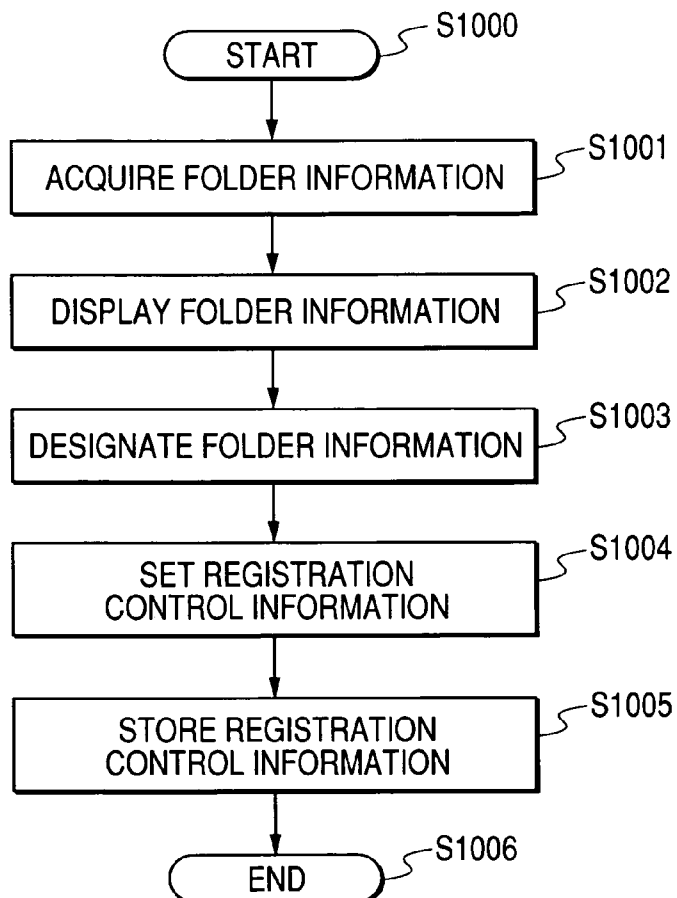 S1000
START
S1001
ACQUIRE FOLDER INFORMATION
S1002
DISPLAY FOLDER INFORMATION
S1003
DESIGNATE FOLDER INFORMATION
S1004
SET REGISTRATION
CONTROL INFORMATION
S1005
STORE REGISTRATION
CONTROL INFORMATION
S1006
END